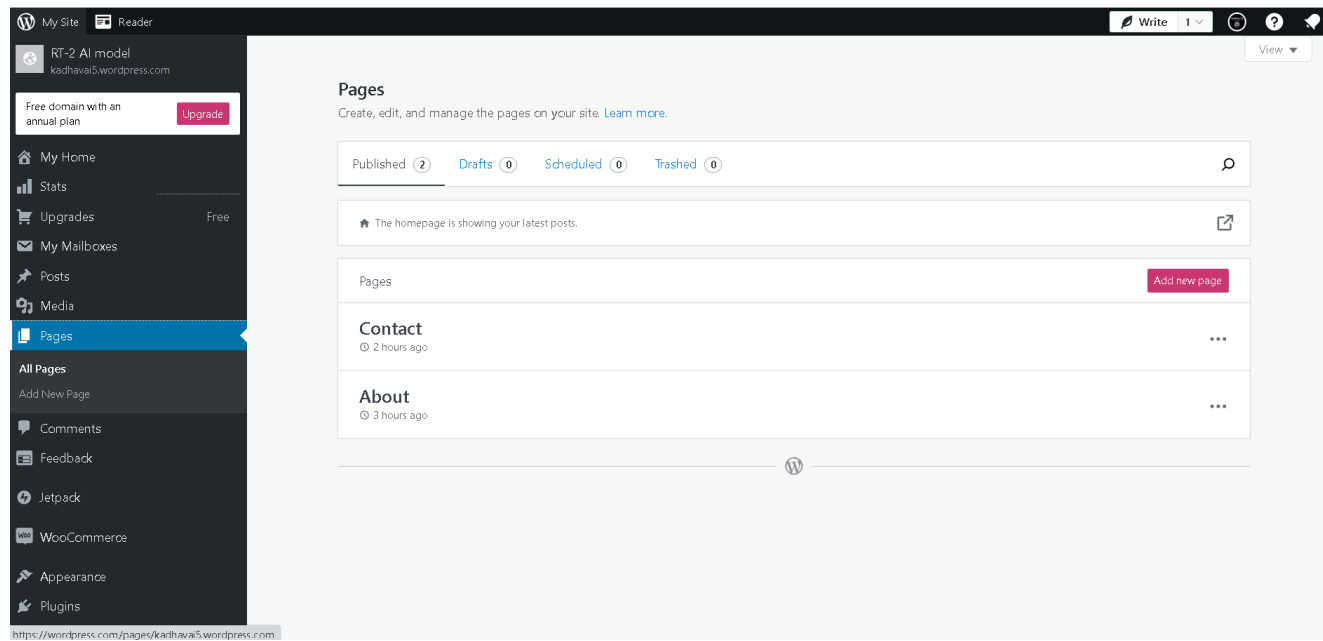 My Site Reader Write 1
RT-2 AI model
kadhavai5.wordpress.com
View
Free domain with an
annual plan
Upgrade
My Home
Stats
Upgrades Free
My Mailboxes
Posts
Media
Pages
All Pages
Add New Page
Comments
Feedback
Jetpack
WooCommerce
Appearance
Plugins
https://wordpress.com/pages/kadhavai5.wordpress.com
Pages
Create, edit, and manage the pages on your site. Learn more.
Published 2 Drafts 0 Scheduled 0 Trashed 0
The homepage is showing your latest posts.
Pages Add new page
Contact
2 hours ago
About
3 hours ago